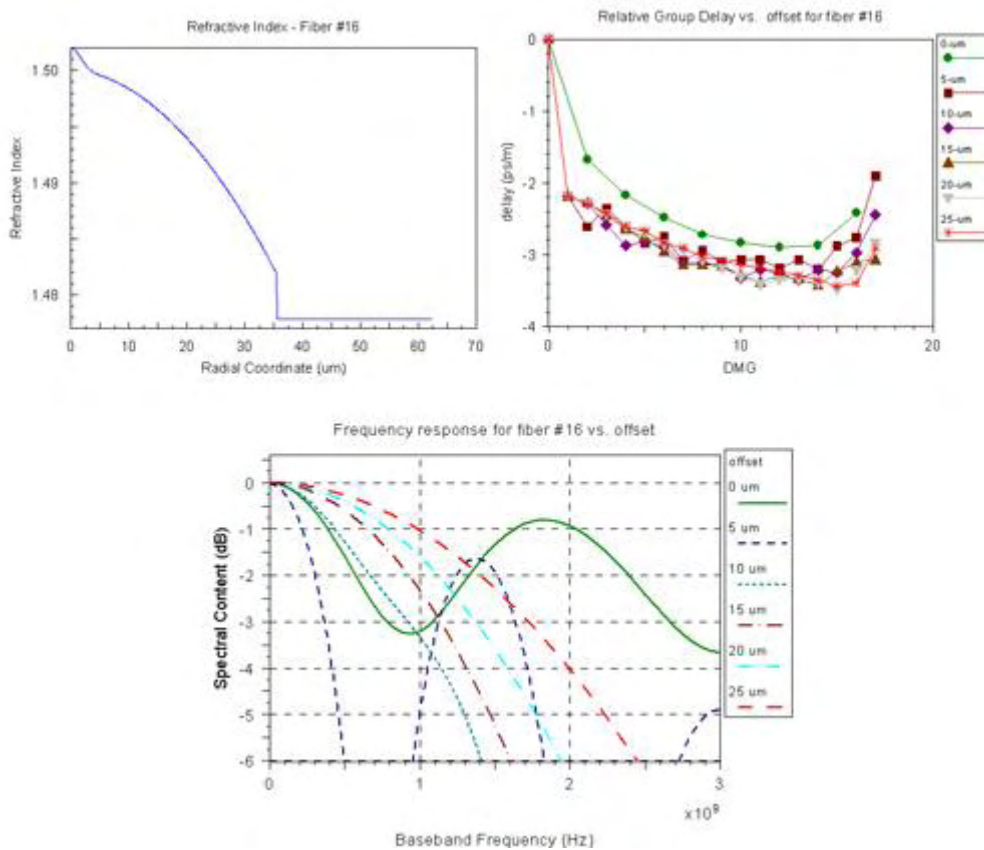 Refractive Index - Fiber #16
Refractive Index
1.50
1.49
1.48
0 10 20 30 40 50 60 70
Radial Coordinate (um)
Relative Group Delay vs. offset for fiber #16
delay (ps/m)
0
-1
-2
-3
-4
0 10 20
DMG
0-um
5-um
10-um
15-um
20-um
25-um
Frequency response for fiber #16 vs. offset
Spectral Content (dB)
0
-1
-2
-3
-4
-5
-6
0 1 2 3
x10⁹
Baseband Frequency (Hz)
offset
0 um
5 um
10 um
15 um
20 um
25 um